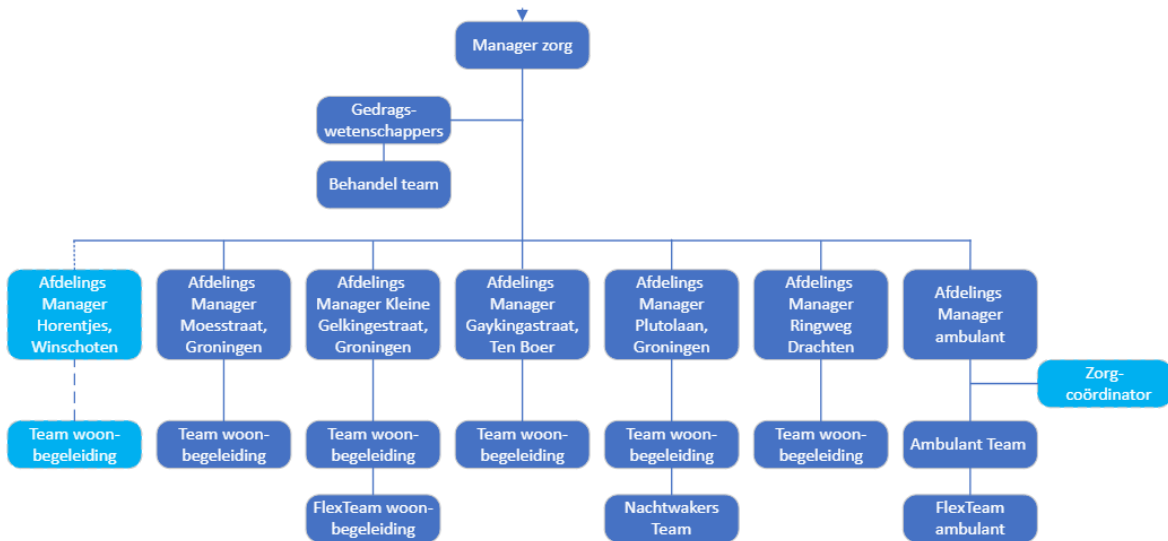 Manager zorg
Gedrags-
wetenschappers
Behandel team
Afdelings
Manager
Horentjes,
Winschoten
Afdelings
Manager
Moesstraat,
Groningen
Afdelings
Manager Kleine
Gelkingestraat,
Groningen
Afdelings
Manager
Gaykingastraat,
Ten Boer
Afdelings
Manager
Plutolaan,
Groningen
Afdelings
Manager
Ringweg
Drachten
Afdelings
Manager
ambulant
Zorg-
coördinator
Team woon-
begeleiding
Team woon-
begeleiding
Team woon-
begeleiding
Team woon-
begeleiding
Team woon-
begeleiding
Team woon-
begeleiding
Ambulant Team
FlexTeam woon-
begeleiding
Nachtwakers
Team
FlexTeam
ambulant